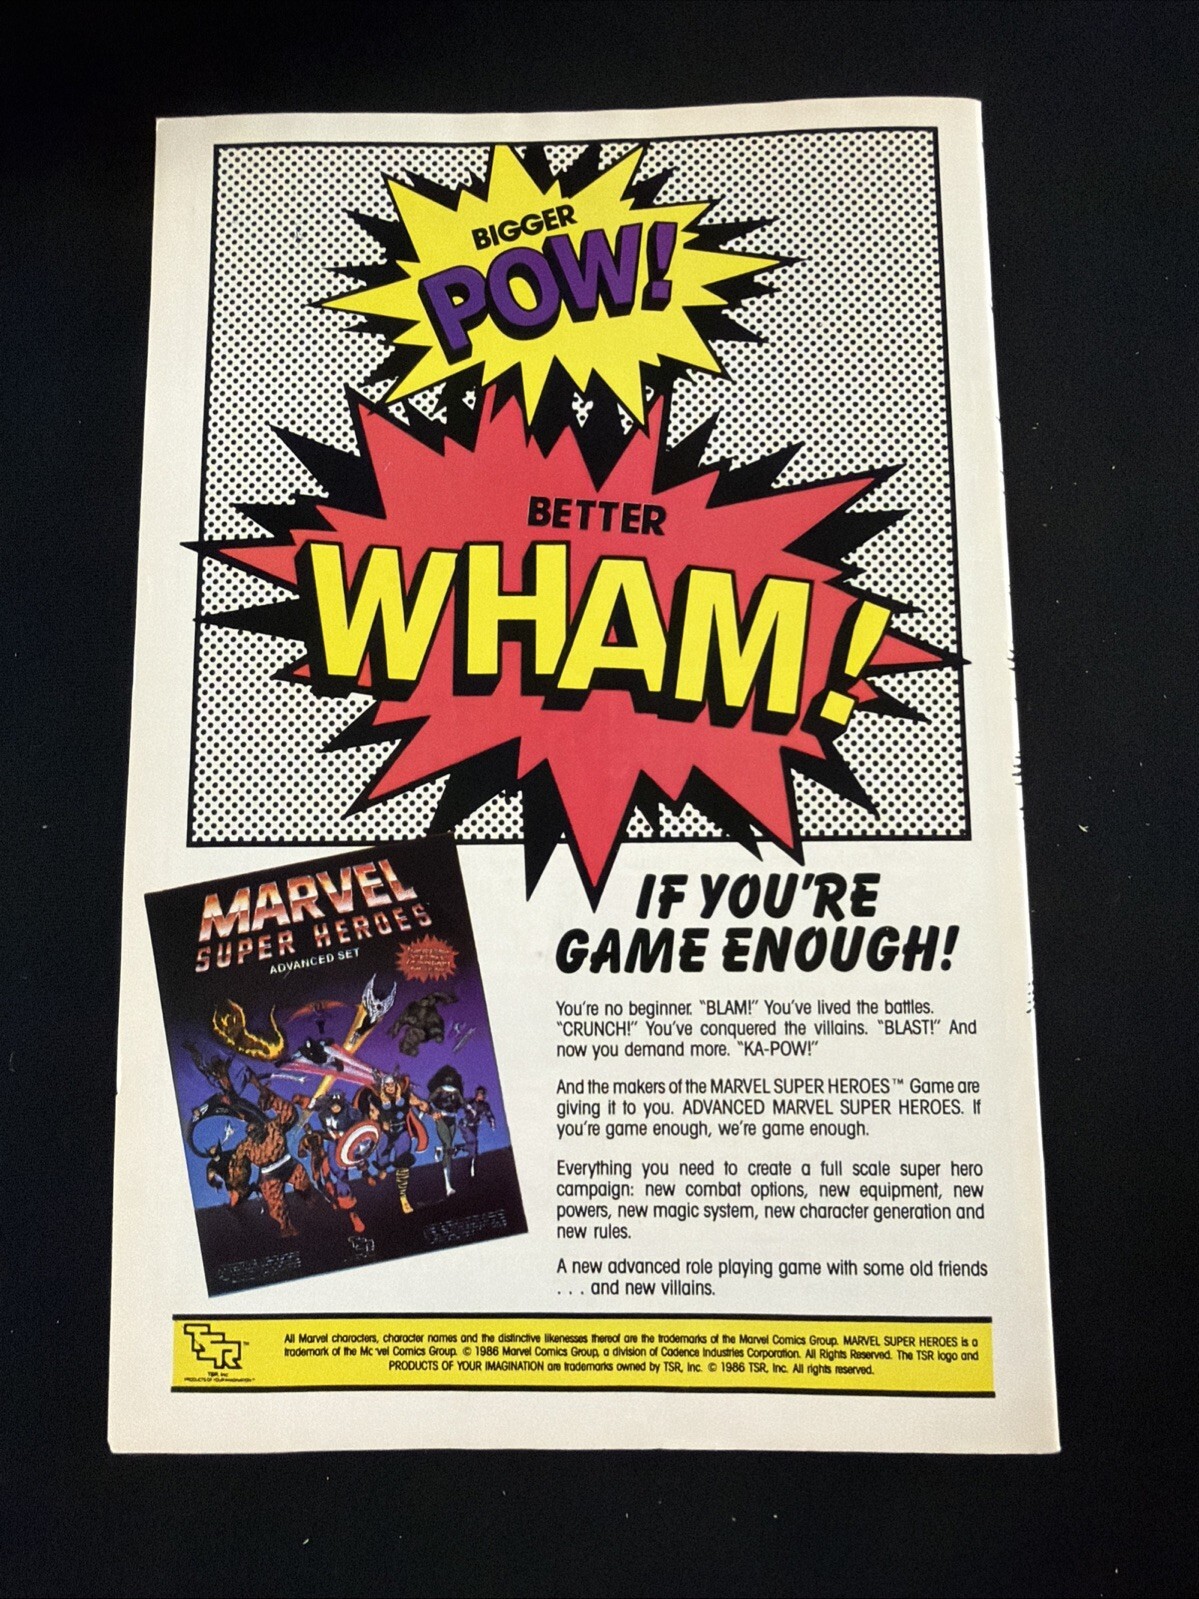 BIGGER
POW!
BETTER
WHAM!
MARVEL
SUPER HEROES
ADVANCED SET
IF YOU'RE
GAME ENOUGH!
You're no beginner. "BLAM!" You've lived the battles.
"CRUNCH!" You've conquered the villains. "BLAST!" And
now you demand more. "KA-POW!"
And the makers of the MARVEL SUPER HEROES™ Game are
giving it to you. ADVANCED MARVEL SUPER HEROES. If
you're game enough, we're game enough.
Everything you need to create a full scale super hero
campaign: new combat options, new equipment, new
powers, new magic system, new character generation and
new rules.
A new advanced role playing game with some old friends
. . . and new villains.
TSR™
TSR, Inc.
PRODUCTS OF YOUR IMAGINATION™
All Marvel characters, character names and the distinctive likenesses thereof are the trademarks of the Marvel Comics Group. MARVEL SUPER HEROES is a
trademark of the Mc vel Comics Group. © 1986 Marvel Comics Group, a division of Cadence Industries Corporation. All Rights Reserved. The TSR logo and
PRODUCTS OF YOUR IMAGINATION are trademarks owned by TSR, Inc. © 1986 TSR, Inc. All rights reserved.